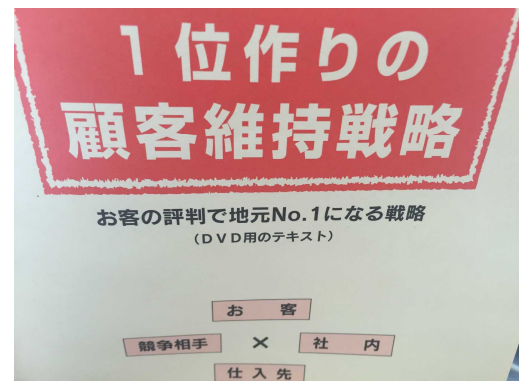 1位作りの
顧客維持戦略
お客の評判で地元No.1になる戦略
(DVD用のテキスト)
お 客
競争相手 × 社 内
仕入先